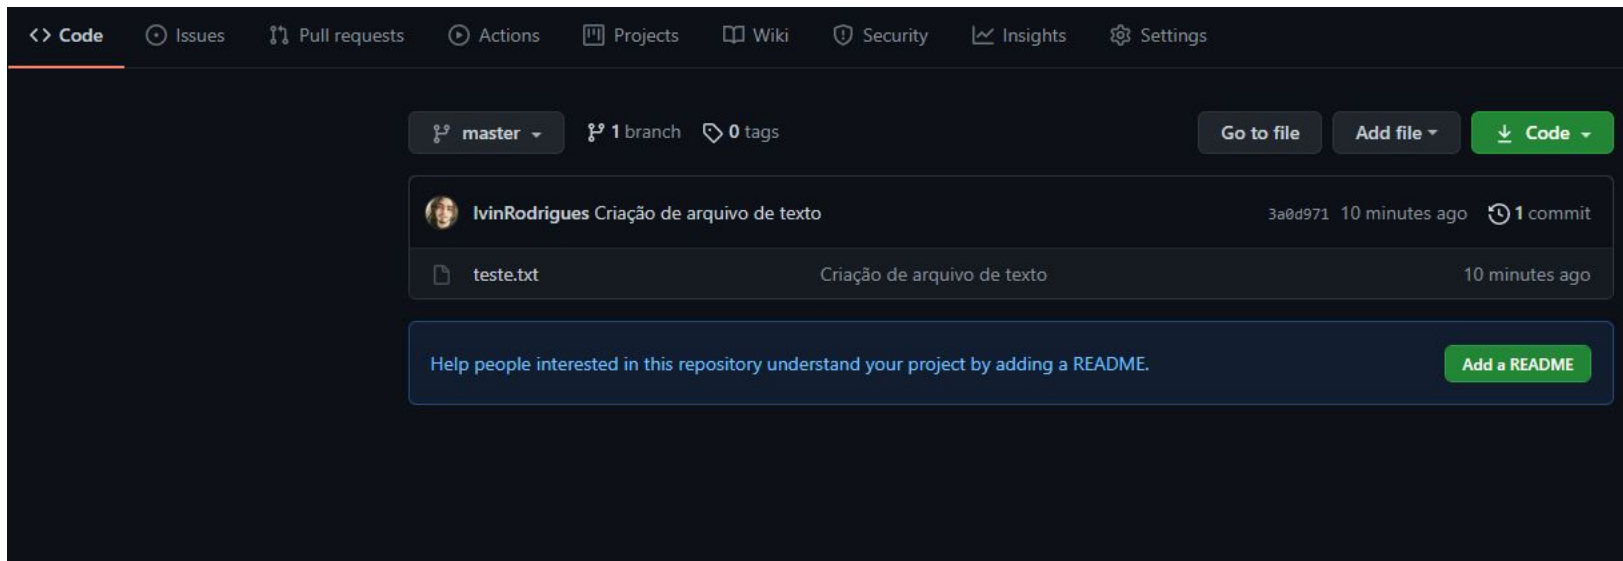 <> Code Issues Pull requests Actions Projects Wiki Security Insights Settings
master 1 branch 0 tags Go to file Add file Code
IvinRodrigues Criação de arquivo de texto 3a0d971 10 minutes ago 1 commit
teste.txt Criação de arquivo de texto 10 minutes ago
Help people interested in this repository understand your project by adding a README. Add a README